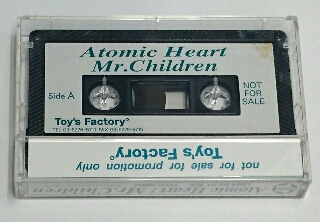 Atomic Heart
Mr.Children
Side A
NOT
FOR
SALE
Toy's Factory®
not for sale for promotion only
Toy's Factory®
Atomic Heart Mr.Children